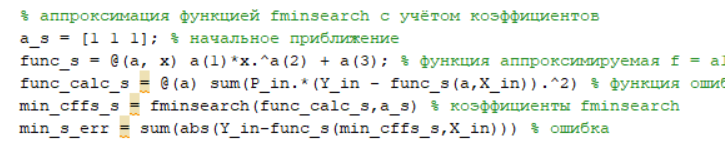 % аппроксимация функцией fminsearch с учётом коэффициентов
a_s = [1 1 1]; % начальное приближение
func_s = @(a, x) a(1)*x.^a(2) + a(3); % функция аппроксимируемая f = a1
func_calc_s = @(a) sum(P_in.*(Y_in - func_s(a,X_in)).^2) % функция ошиб
min_cffs_s = fminsearch(func_calc_s,a_s) % коэффициенты fminsearch
min_s_err = sum(abs(Y_in-func_s(min_cffs_s,X_in))) % ошибка